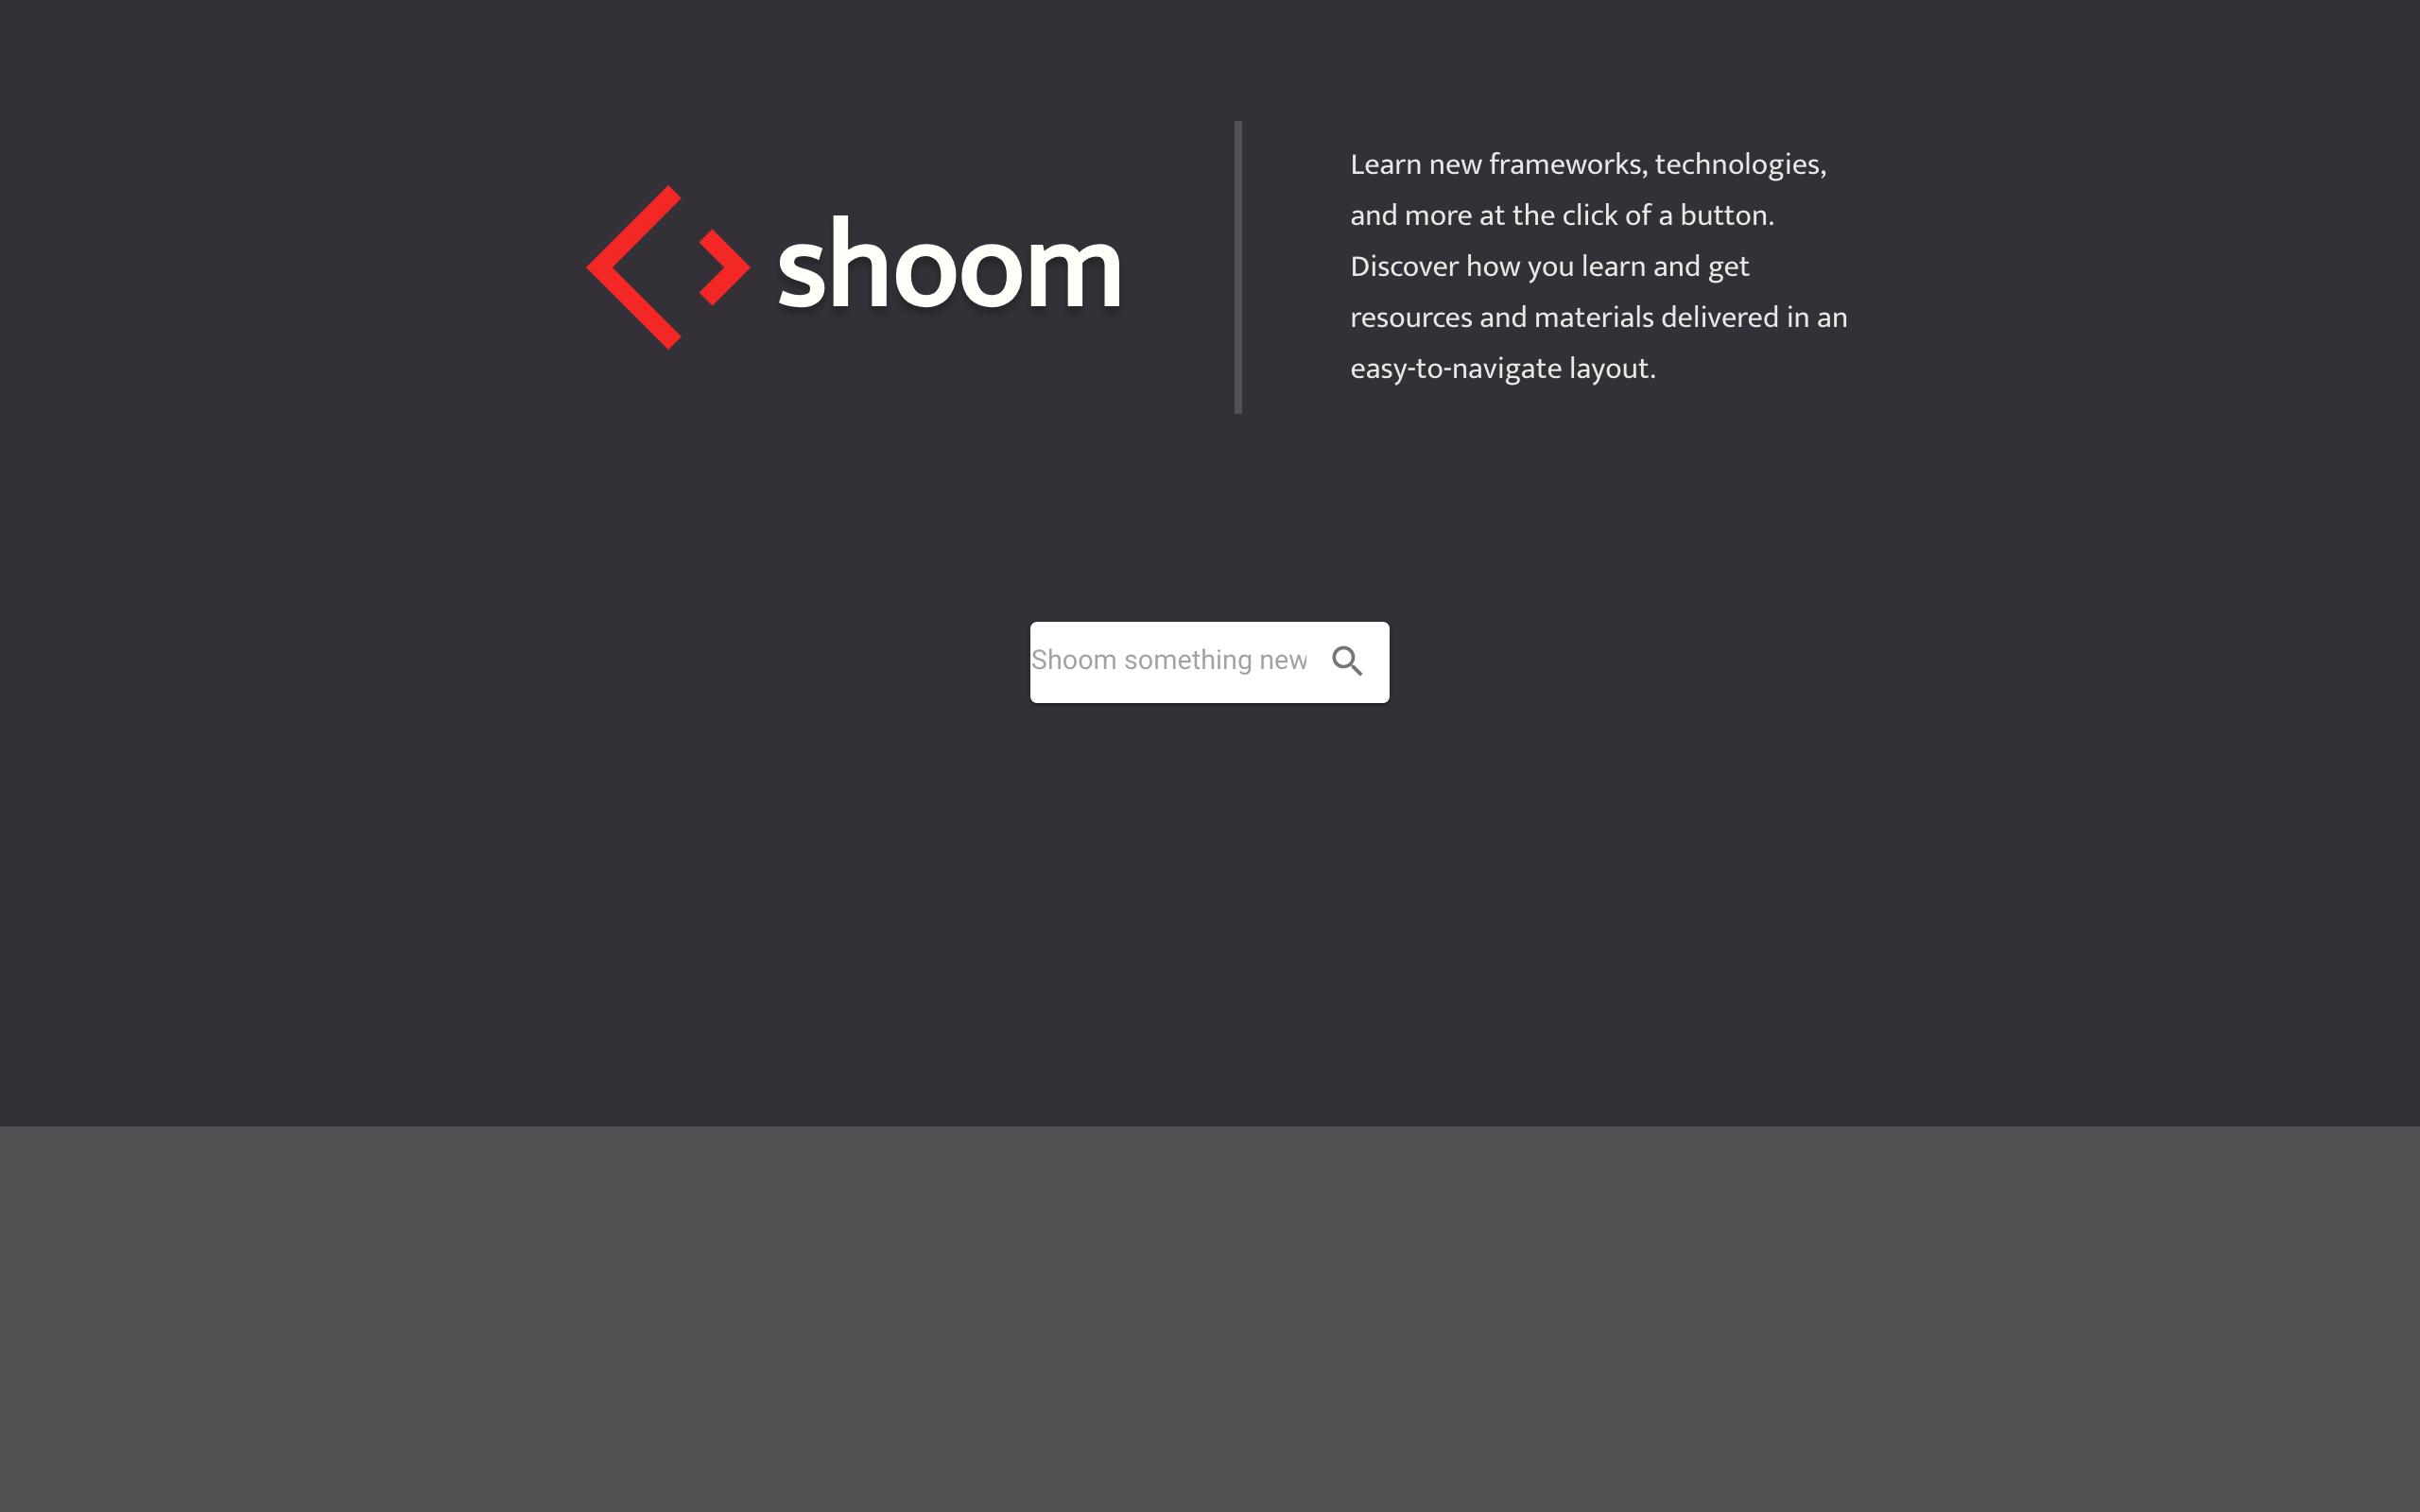 shoom
Learn new frameworks, technologies,
and more at the click of a button.
Discover how you learn and get
resources and materials delivered in an
easy-to-navigate layout.
Shoom something new